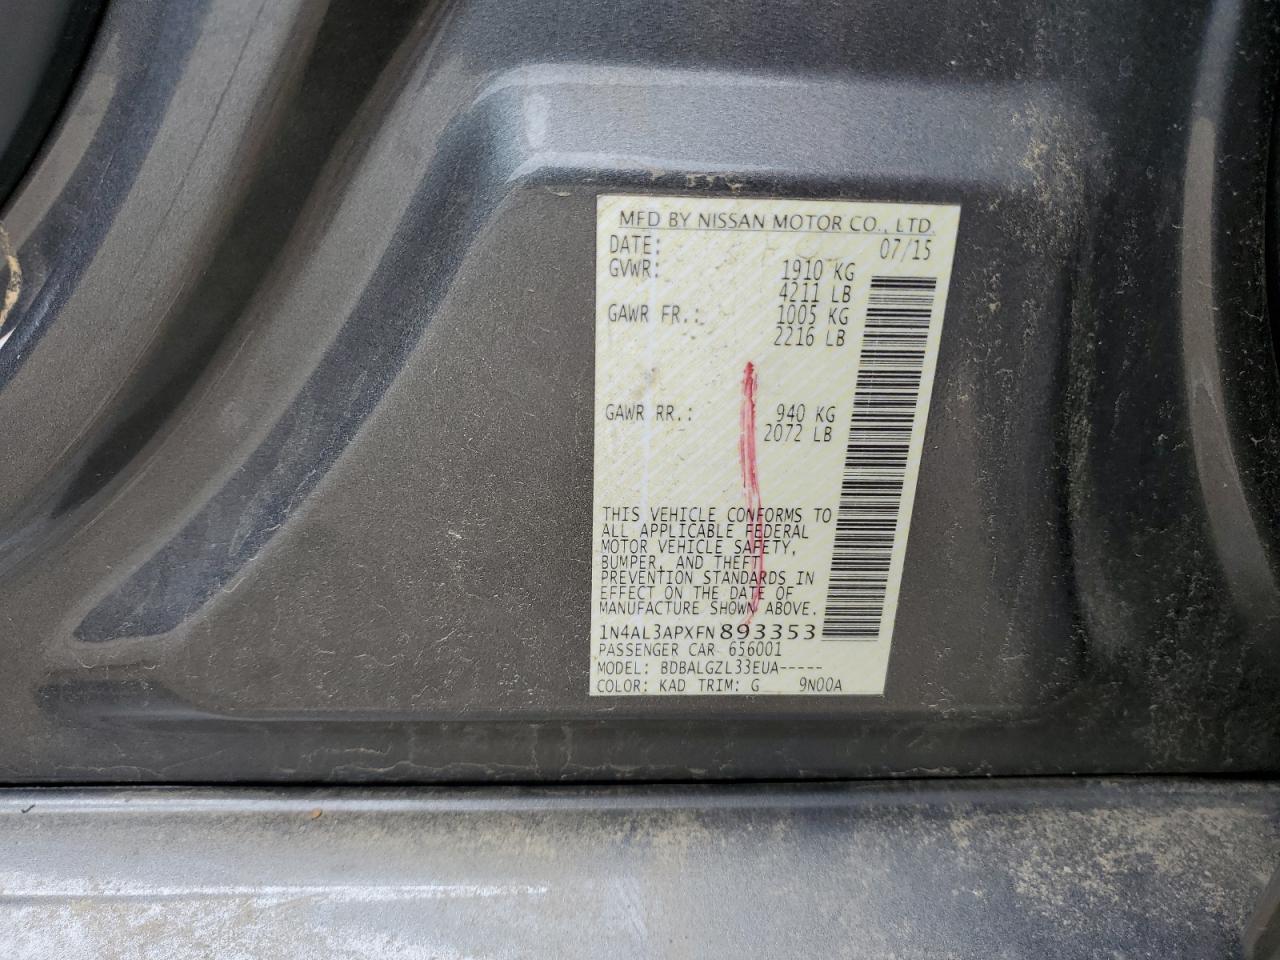 MFD BY NISSAN MOTOR CO., LTD.
DATE: 07/15
GVWR: 1910 KG
4211 LB
GAWR FR.: 1005 KG
2216 LB
GAWR RR.: 940 KG
2072 LB
THIS VEHICLE CONFORMS TO
ALL APPLICABLE FEDERAL
MOTOR VEHICLE SAFETY,
BUMPER, AND THEFT
PREVENTION STANDARDS IN
EFFECT ON THE DATE OF
MANUFACTURE SHOWN ABOVE.
1N4AL3APXFN893353
PASSENGER CAR 656001
MODEL: BDBALGZL33EUA-----
COLOR: KAD TRIM: G 9N00A